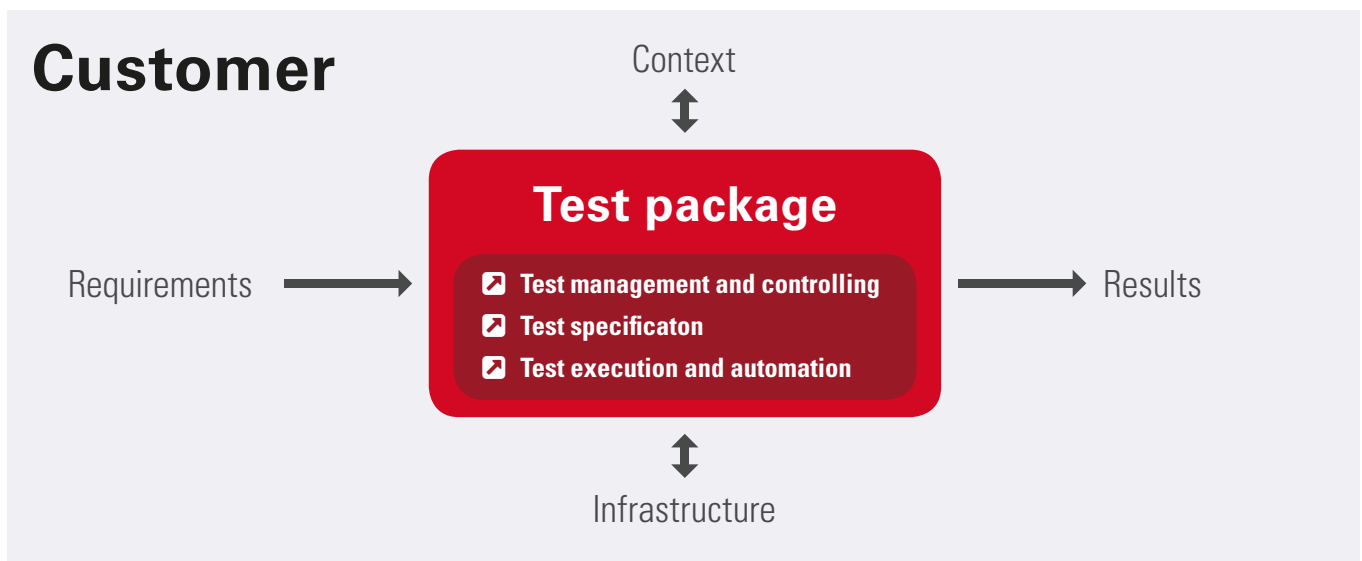 Customer
Context
Test package
Requirements
Test management and controlling
Test specificaton
Test execution and automation
Results
Infrastructure